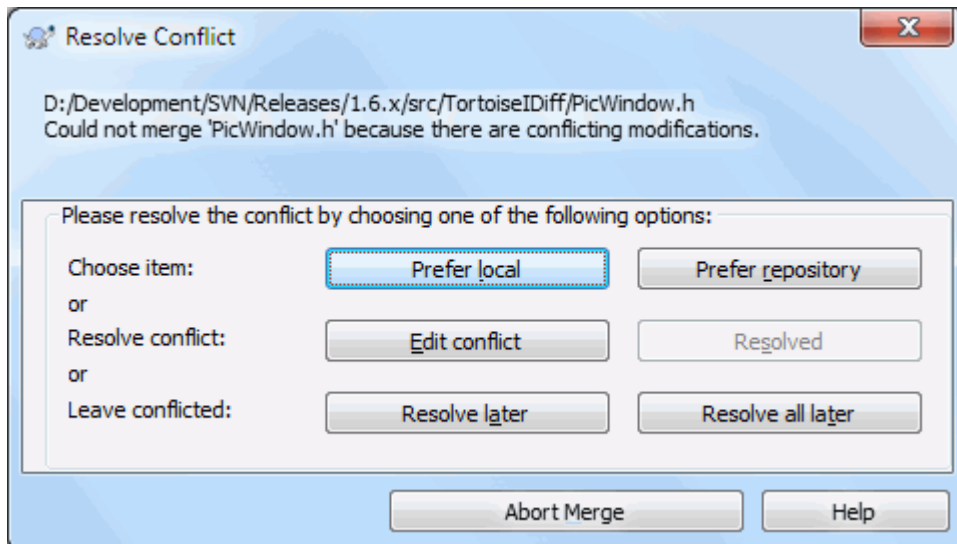 Resolve Conflict
D:/Development/SVN/Releases/1.6.x/src/TortoiseIDiff/PicWindow.h
Could not merge 'PicWindow.h' because there are conflicting modifications.
Please resolve the conflict by choosing one of the following options:
Choose item: Prefer local Prefer repository
or
Resolve conflict: Edit conflict Resolved
or
Leave conflicted: Resolve later Resolve all later
Abort Merge Help